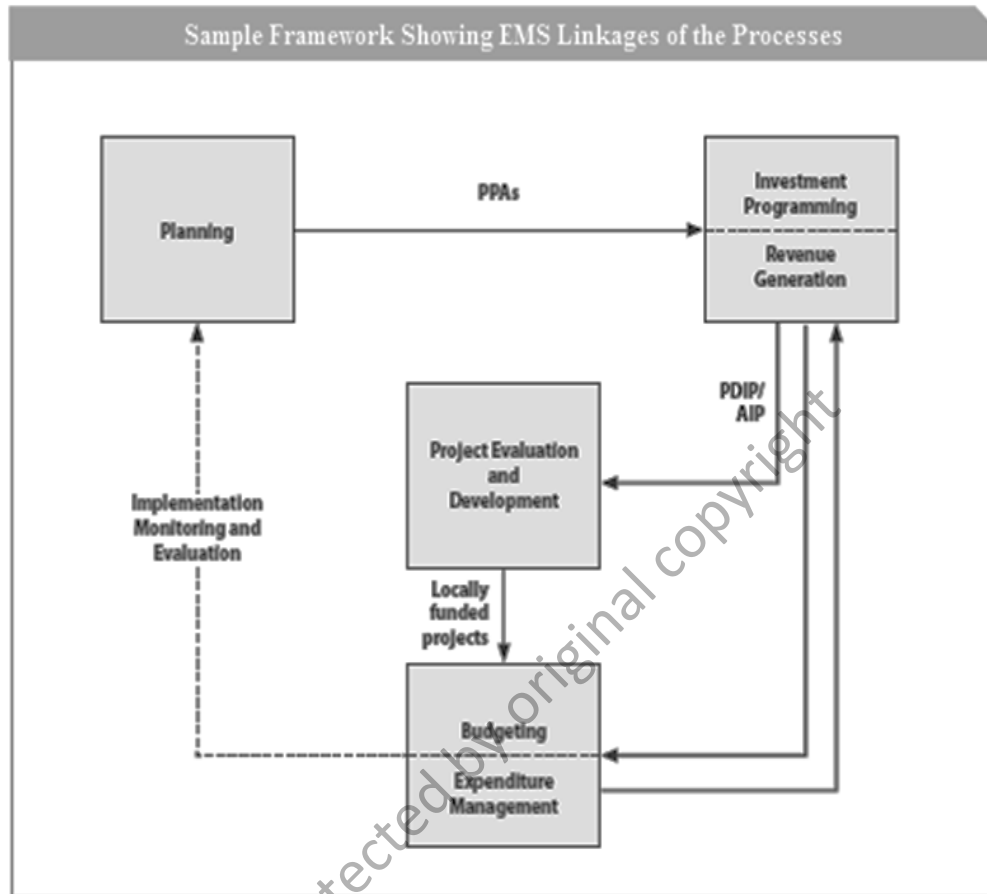 Sample Framework Showing EMS Linkages of the Processes
Planning
PPAs
Investment
Programming
Revenue
Generation
PDIP/
AIP
Project Evaluation
and
Development
Implementation
Monitoring and
Evaluation
Locally
funded
projects
Budgeting
Expenditure
Management
tected by original copyright